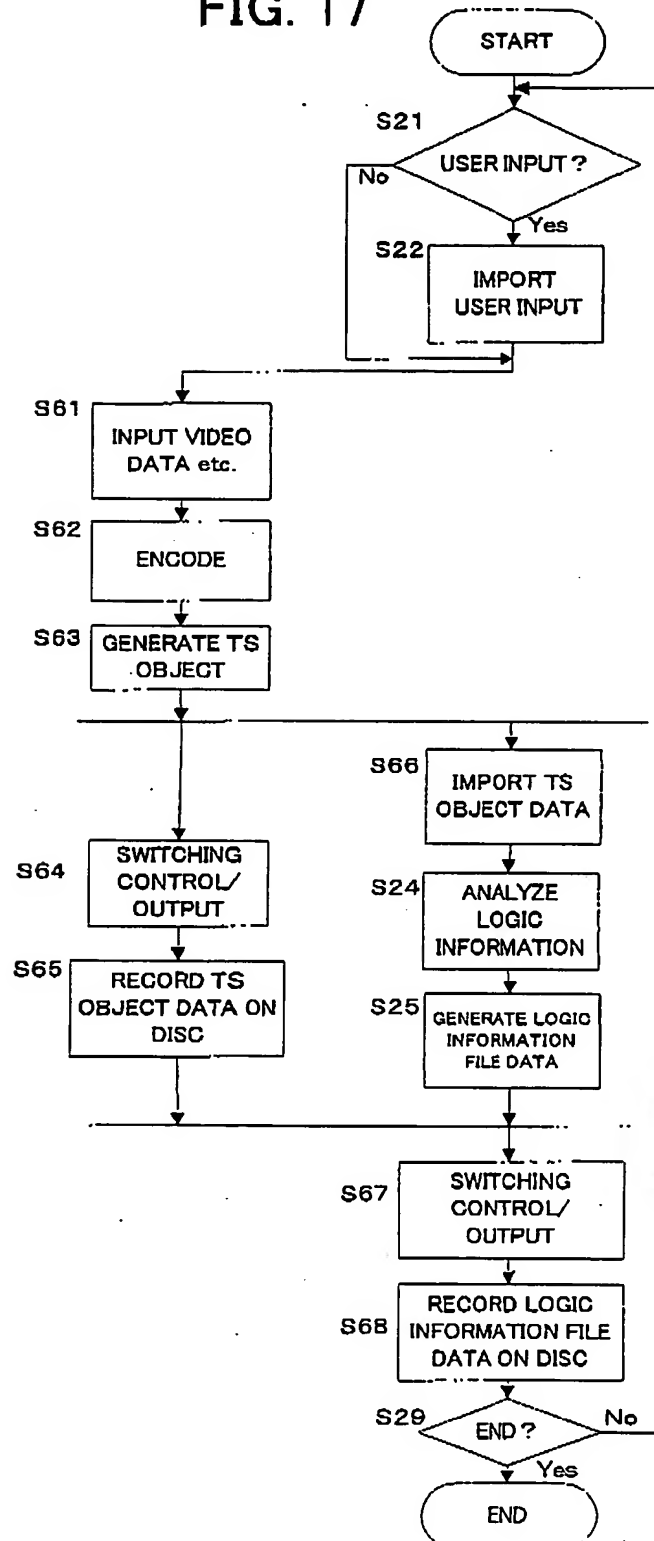 FIG. 17
START
S21
USER INPUT?
No
Yes
S22
IMPORT
USER INPUT
S61
INPUT VIDEO
DATA etc.
S62
ENCODE
S63
GENERATE TS
OBJECT
S66
IMPORT TS
OBJECT DATA
S64
SWITCHING
CONTROL/
OUTPUT
S24
ANALYZE
LOGIC
INFORMATION
S65
RECORD TS
OBJECT DATA ON
DISC
S25
GENERATE LOGIC
INFORMATION
FILE DATA
S67
SWITCHING
CONTROL/
OUTPUT
S68
RECORD LOGIC
INFORMATION FILE
DATA ON DISC
S29
END?
No
Yes
END